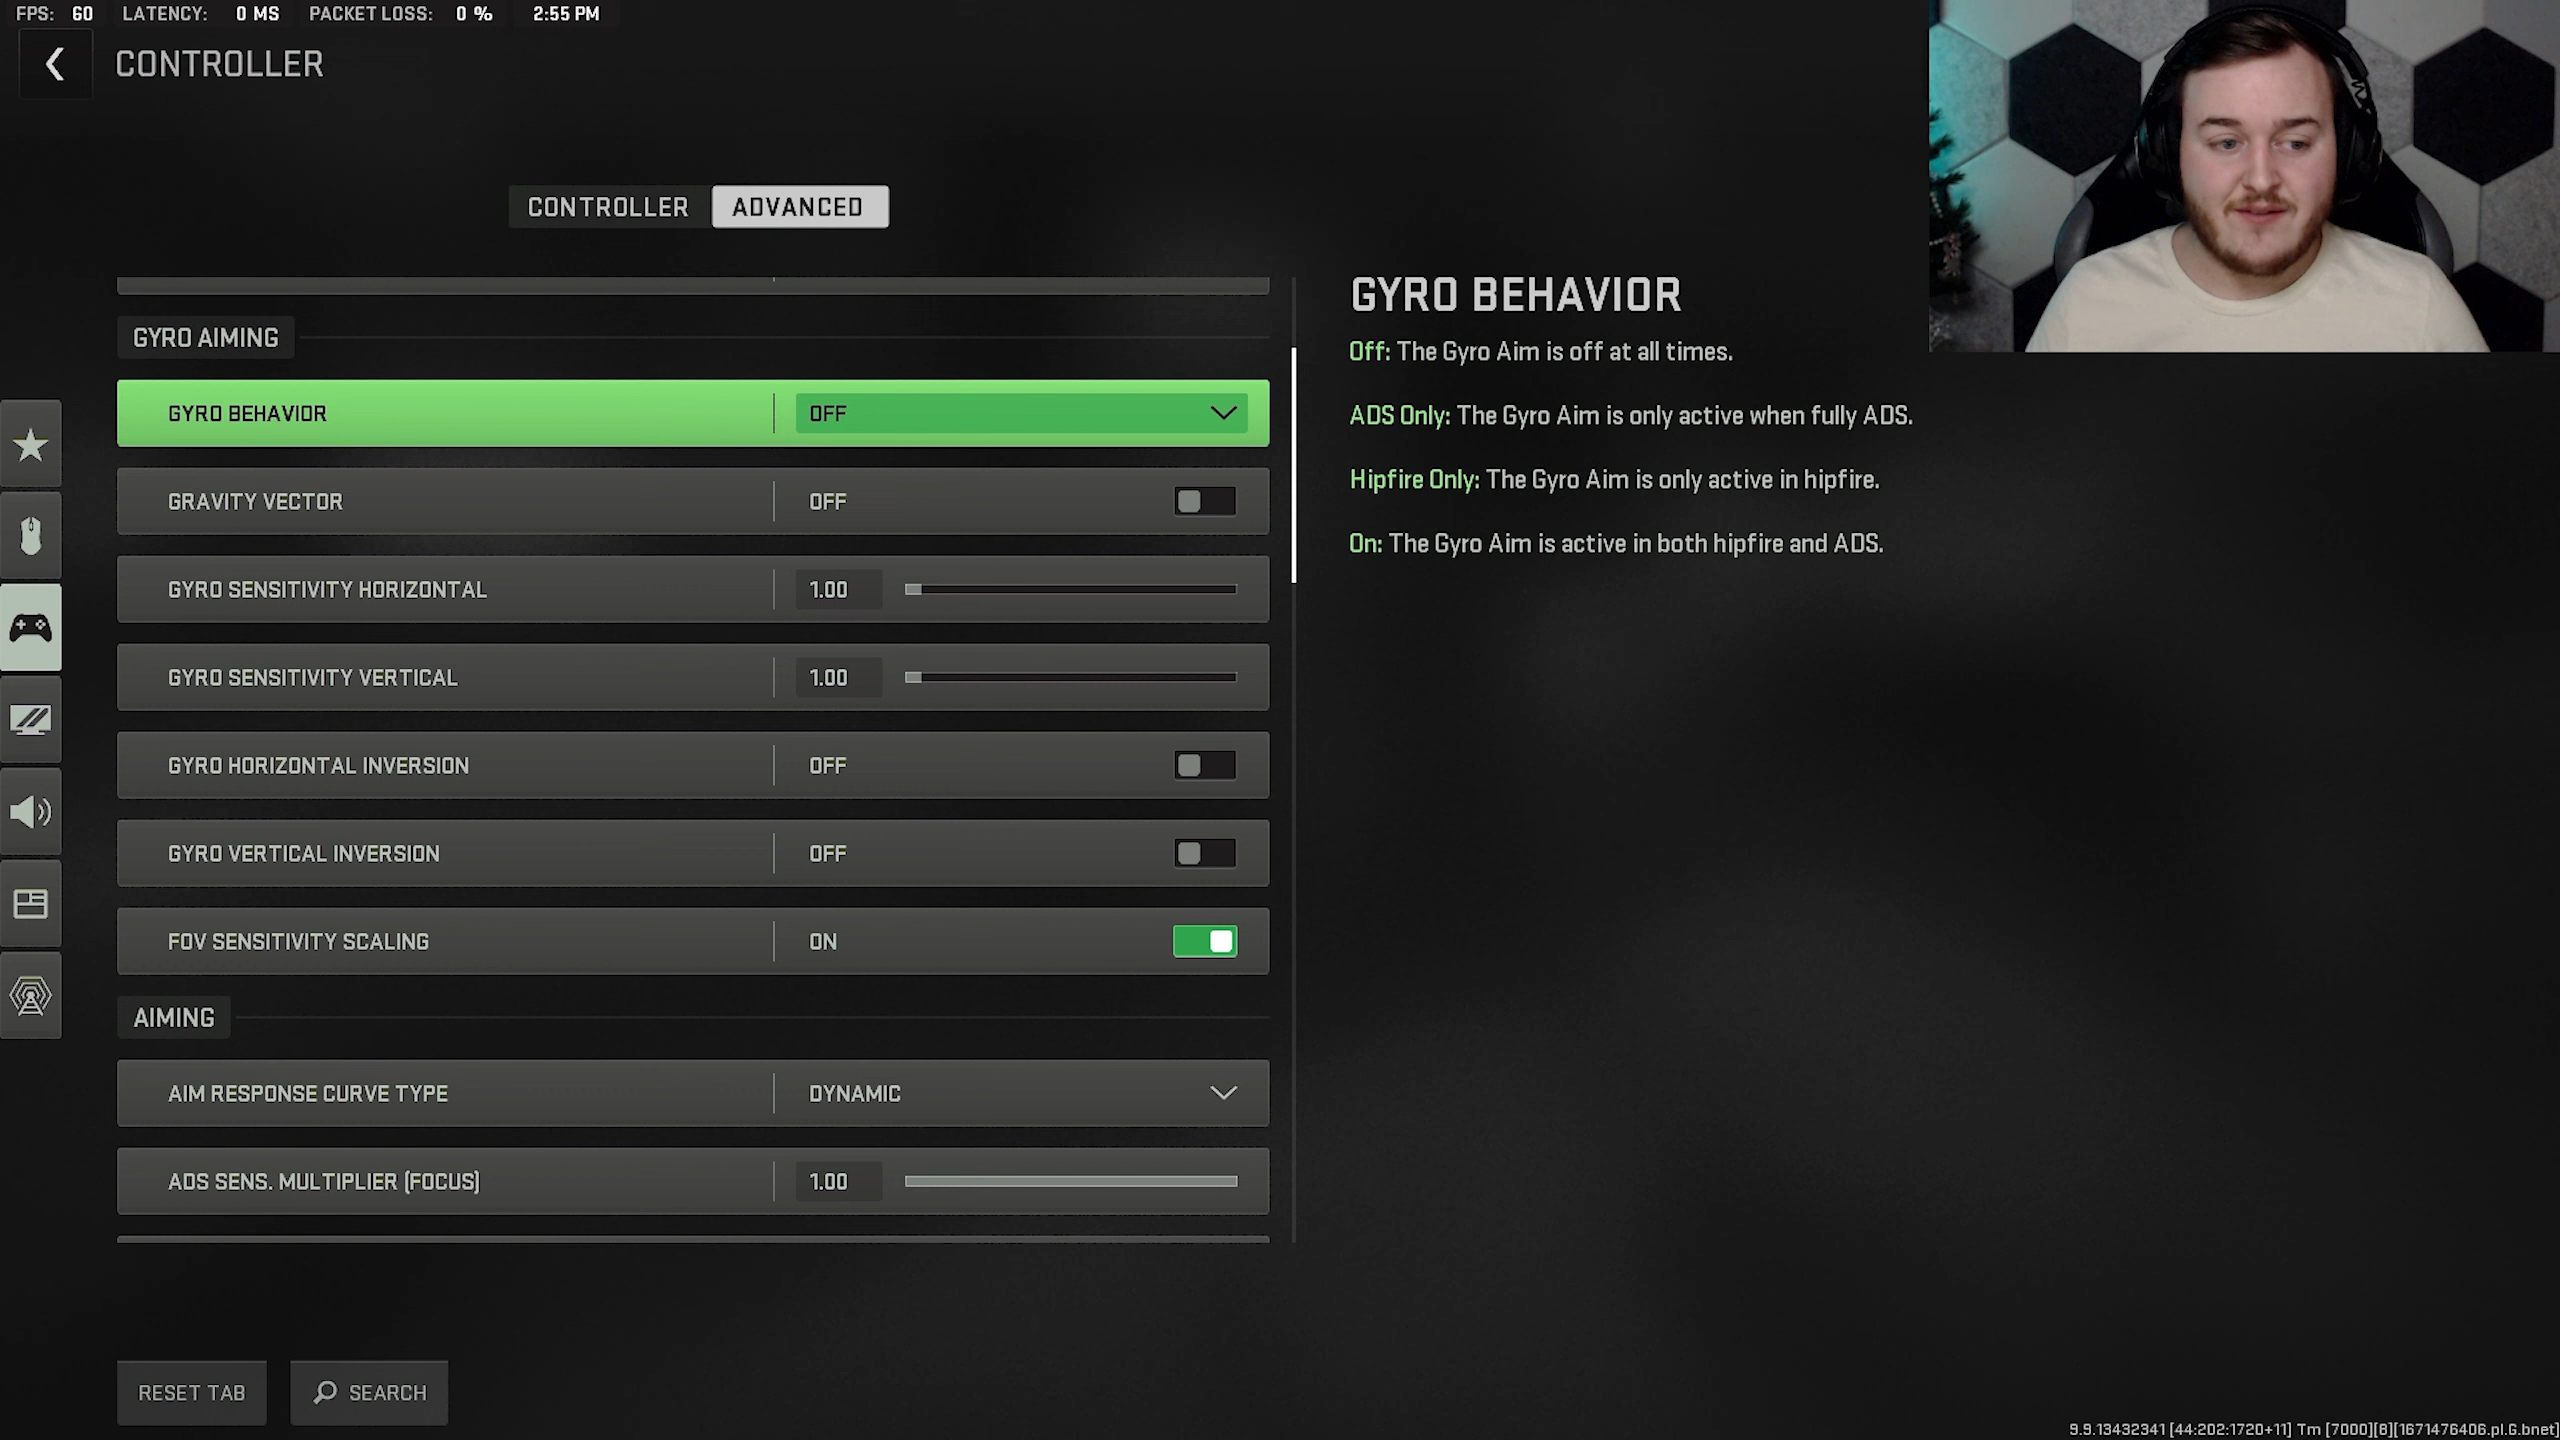 FPS: 60 LATENCY: 0 MS PACKET LOSS: 0 % 2:55 PM
CONTROLLER
CONTROLLER ADVANCED
GYRO AIMING
GYRO BEHAVIOR OFF
GRAVITY VECTOR OFF
GYRO SENSITIVITY HORIZONTAL 1.00
GYRO SENSITIVITY VERTICAL 1.00
GYRO HORIZONTAL INVERSION OFF
GYRO VERTICAL INVERSION OFF
FOV SENSITIVITY SCALING ON
AIMING
AIM RESPONSE CURVE TYPE DYNAMIC
ADS SENS. MULTIPLIER (FOCUS) 1.00
GYRO BEHAVIOR
Off: The Gyro Aim is off at all times.
ADS Only: The Gyro Aim is only active when fully ADS.
Hipfire Only: The Gyro Aim is only active in hipfire.
On: The Gyro Aim is active in both hipfire and ADS.
RESET TAB SEARCH
9.9.13432341 [44:202:1720+11] Tm [7000][8][1671476406.pl.G.bnet]